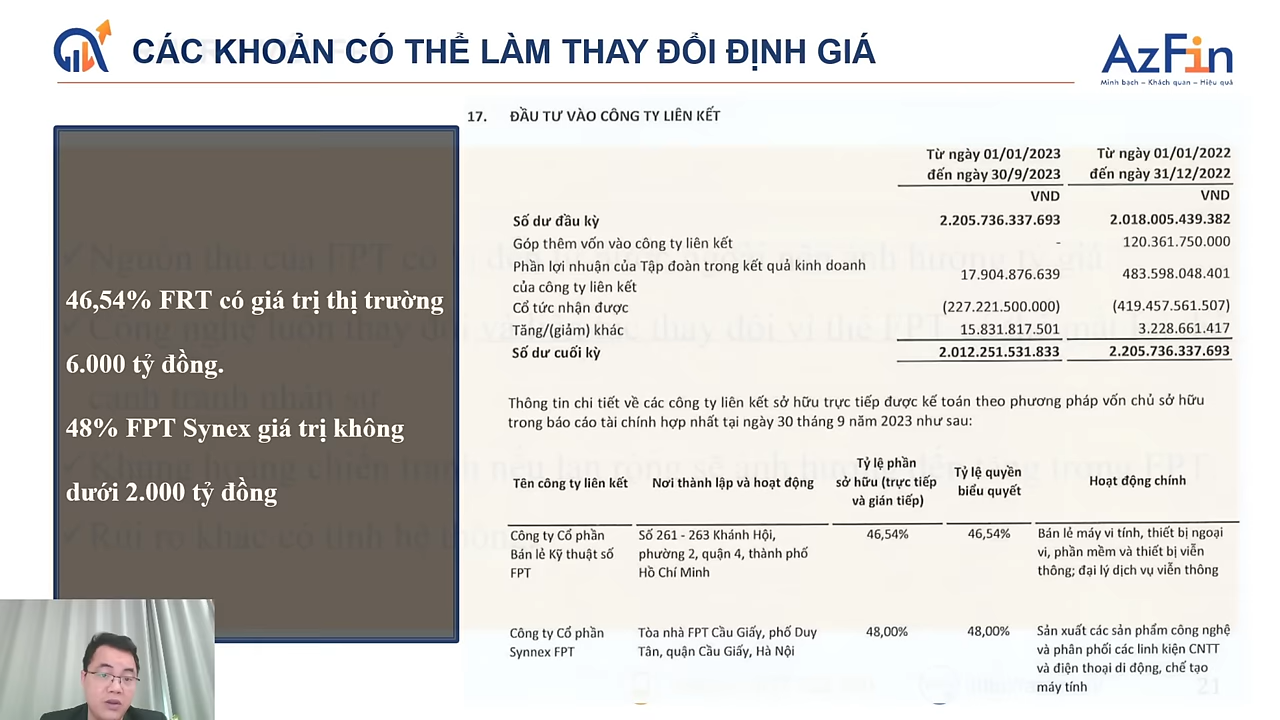 CÁC KHOẢN CÓ THỂ LÀM THAY ĐỔI ĐỊNH GIÁ
AzFin
Minh bạch – Khách quan – Hiệu quả
46,54% FRT có giá trị thị trường
6.000 tỷ đồng.
48% FPT Synex giá trị không
dưới 2.000 tỷ đồng
17. ĐẦU TƯ VÀO CÔNG TY LIÊN KẾT
Từ ngày 01/01/2023 Từ ngày 01/01/2022
đến ngày 30/9/2023 đến ngày 31/12/2022
VND VND
Số dư đầu kỳ 2.205.736.337.693 2.018.005.439.382
Góp thêm vốn vào công ty liên kết - 120.361.750.000
Phần lợi nhuận của Tập đoàn trong kết quả kinh doanh
của công ty liên kết 17.904.876.639 483.598.048.401
Cổ tức nhận được (227.221.500.000) (419.457.561.507)
Tăng/(giảm) khác 15.831.817.501 3.228.661.417
Số dư cuối kỳ 2.012.251.531.833 2.205.736.337.693
Thông tin chi tiết về các công ty liên kết sở hữu trực tiếp được kế toán theo phương pháp vốn chủ sở hữu
trong báo cáo tài chính hợp nhất tại ngày 30 tháng 9 năm 2023 như sau:
Tên công ty liên kết Nơi thành lập và hoạt động Tỷ lệ phần sở hữu (trực tiếp và gián tiếp) Tỷ lệ quyền biểu quyết Hoạt động chính
Công ty Cổ phần Số 261 - 263 Khánh Hội, 46,54% 46,54% Bán lẻ máy vi tính, thiết bị ngoại
Bán lẻ Kỹ thuật số phường 2, quận 4, thành phố vi, phần mềm và thiết bị viễn
FPT Hồ Chí Minh thông; đại lý dịch vụ viễn thông
Công ty Cổ phần Tòa nhà FPT Cầu Giấy, phố Duy 48,00% 48,00% Sản xuất các sản phẩm công nghệ
Synnex FPT Tân, quận Cầu Giấy, Hà Nội và phân phối các linh kiện CNTT
và điện thoại di động, chế tạo
máy tính
21